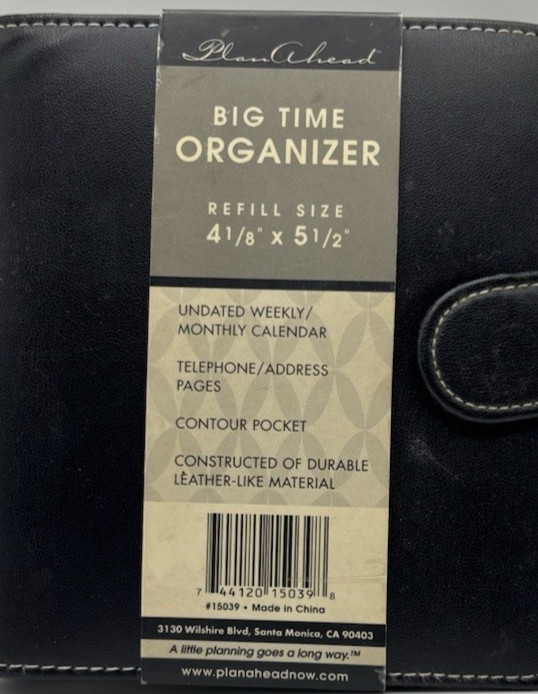 Plan Ahead™
BIG TIME
ORGANIZER
REFILL SIZE
4 1/8" x 5 1/2"
UNDATED WEEKLY/
MONTHLY CALENDAR
TELEPHONE/ADDRESS
PAGES
CONTOUR POCKET
CONSTRUCTED OF DURABLE
LEATHER-LIKE MATERIAL
7 44120 15039 8
#15039 • Made in China
3130 Wilshire Blvd, Santa Monica, CA 90403
A little planning goes a long way.™
www.planaheadnow.com